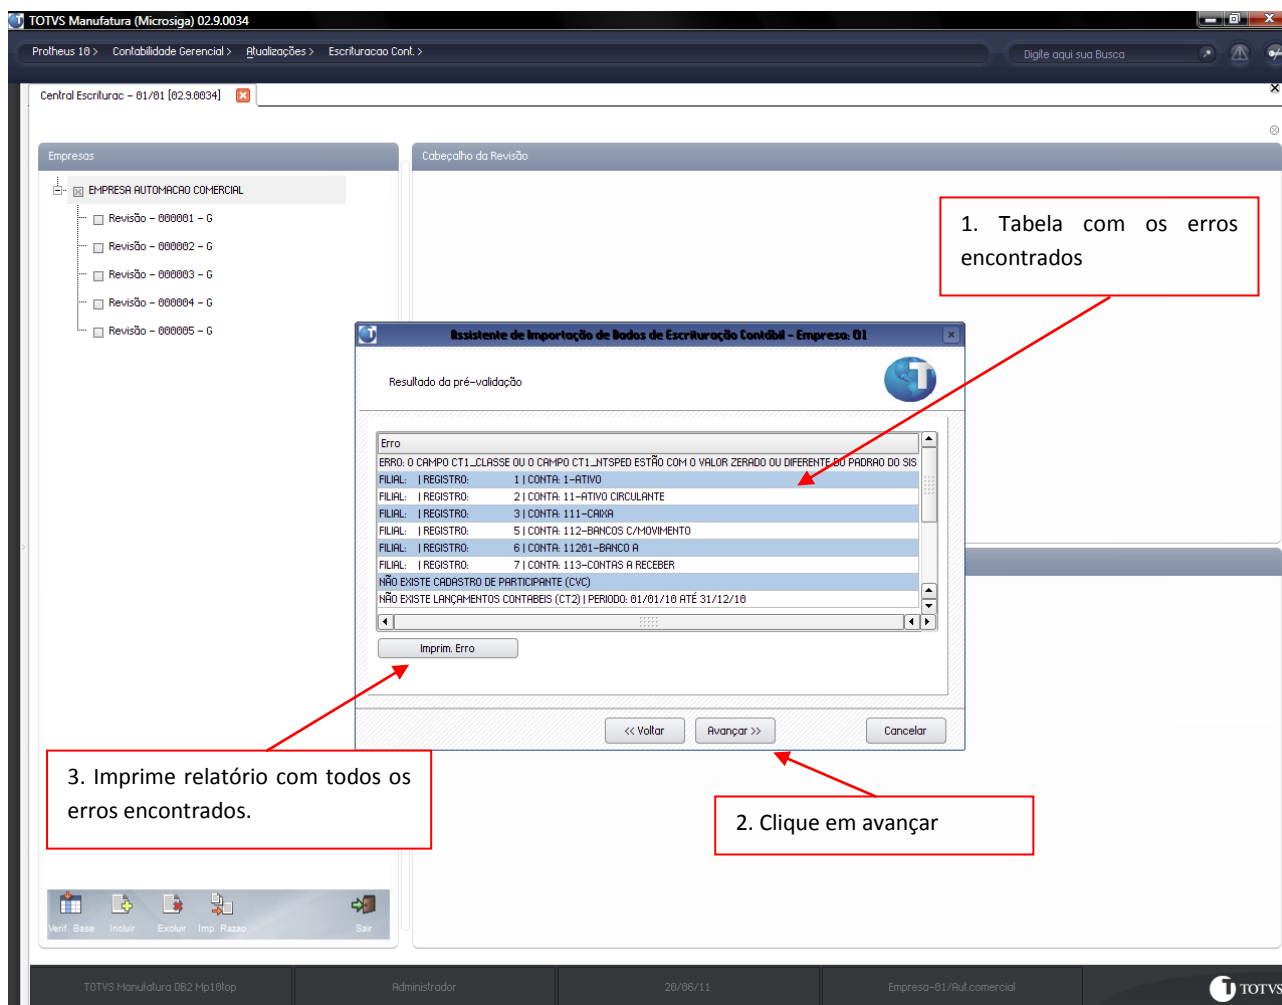 TOTVS Manufatura (Microsiga) 02.9.0034
Protheus 10 > Contabilidade Gerencial > Atualizações > Escrituracao Cont. >
Digite aqui sua Busca
Central Escriturac - 01/01 [02.9.0034]
Empresas
Cabeçalho da Revisão
EMPRESA AUTOMACAO COMERCIAL
Revisão - 000001 - G
Revisão - 000002 - G
Revisão - 000003 - G
Revisão - 000004 - G
Revisão - 000005 - G
1. Tabela com os erros
encontrados
Assistente de Importação de Dados de Escrituração Contábil - Empresa: 01
Resultado da pré-validação
Erro
ERRO: O CAMPO CT1_CLASSE OU O CAMPO CT1_NTSPED ESTÃO COM O VALOR ZERADO OU DIFERENTE DO PADRAO DO SIS
FILIAL: | REGISTRO: 1 | CONTA: 1-ATIVO
FILIAL: | REGISTRO: 2 | CONTA: 11-ATIVO CIRCULANTE
FILIAL: | REGISTRO: 3 | CONTA: 111-CAIXA
FILIAL: | REGISTRO: 5 | CONTA: 112-BANCOS C/MOVIMENTO
FILIAL: | REGISTRO: 6 | CONTA: 11201-BANCO A
FILIAL: | REGISTRO: 7 | CONTA: 113-CONTAS A RECEBER
NÃO EXISTE CADASTRO DE PARTICIPANTE (CVC)
NÃO EXISTE LANÇAMENTOS CONTABEIS (CT2) | PERIODO: 01/01/10 ATÉ 31/12/10
Imprim. Erro
<< Voltar
Avançar >>
Cancelar
3. Imprime relatório com todos os
erros encontrados.
2. Clique em avançar
Verif. Base
Incluir
Excluir
Imp. Razao
Sair
TOTVS Manufatura DB2 Mp10top
Administrador
20/06/11
Empresa-01/Aut.comercial
TOTVS